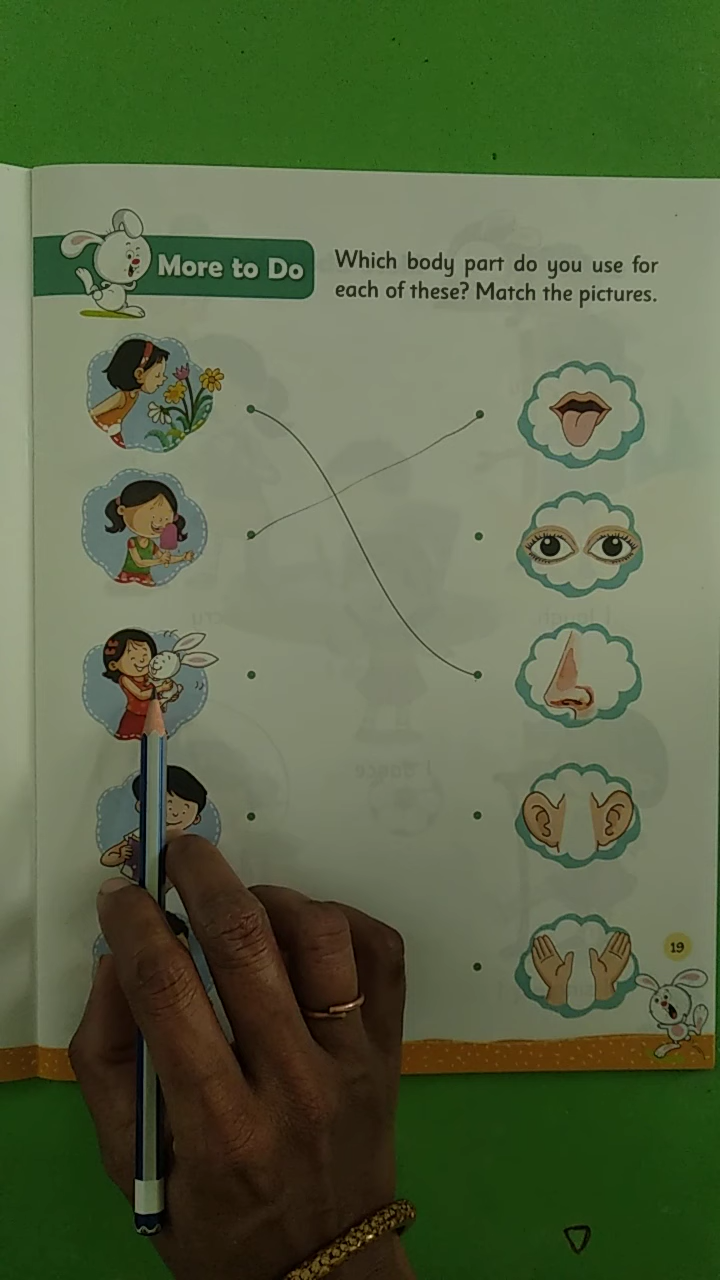 More to Do
Which body part do you use for
each of these? Match the pictures.
19